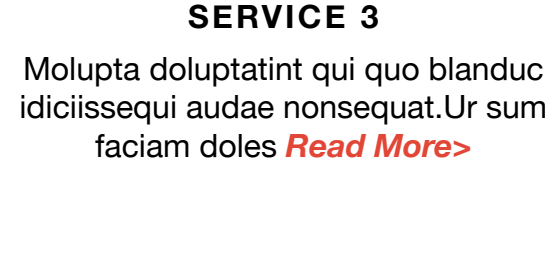 SERVICE 3
Molupta doluptatint qui quo blanduc
idiciissequi audae nonsequat.Ur sum
faciam doles Read More>